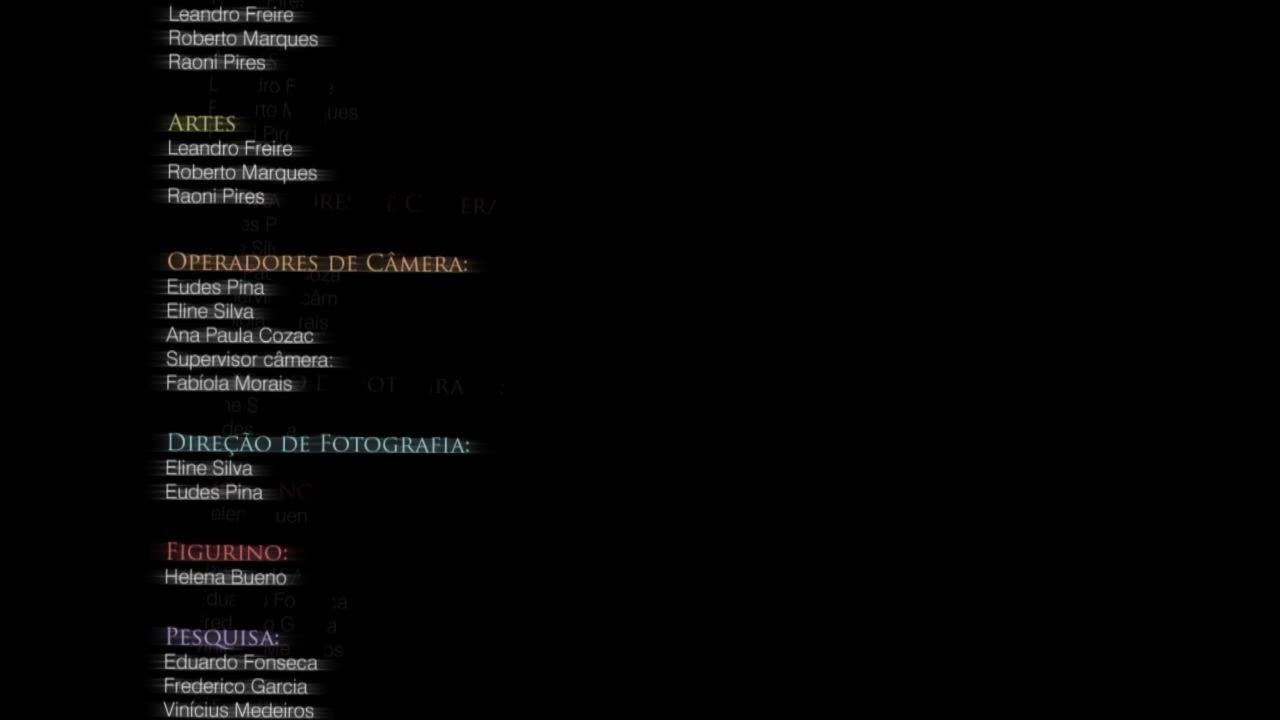 Leandro Freire
Roberto Marques
Raoni Pires
Artes
Leandro Freire
Roberto Marques
Raoni Pires
Operadores de Câmera:
Eudes Pina
Eline Silva
Ana Paula Cozac
Supervisor câmera:
Fabíola Morais
Direção de Fotografia:
Eline Silva
Eudes Pina
Figurino:
Helena Bueno
Pesquisa:
Eduardo Fonseca
Frederico Garcia
Vinícius Medeiros